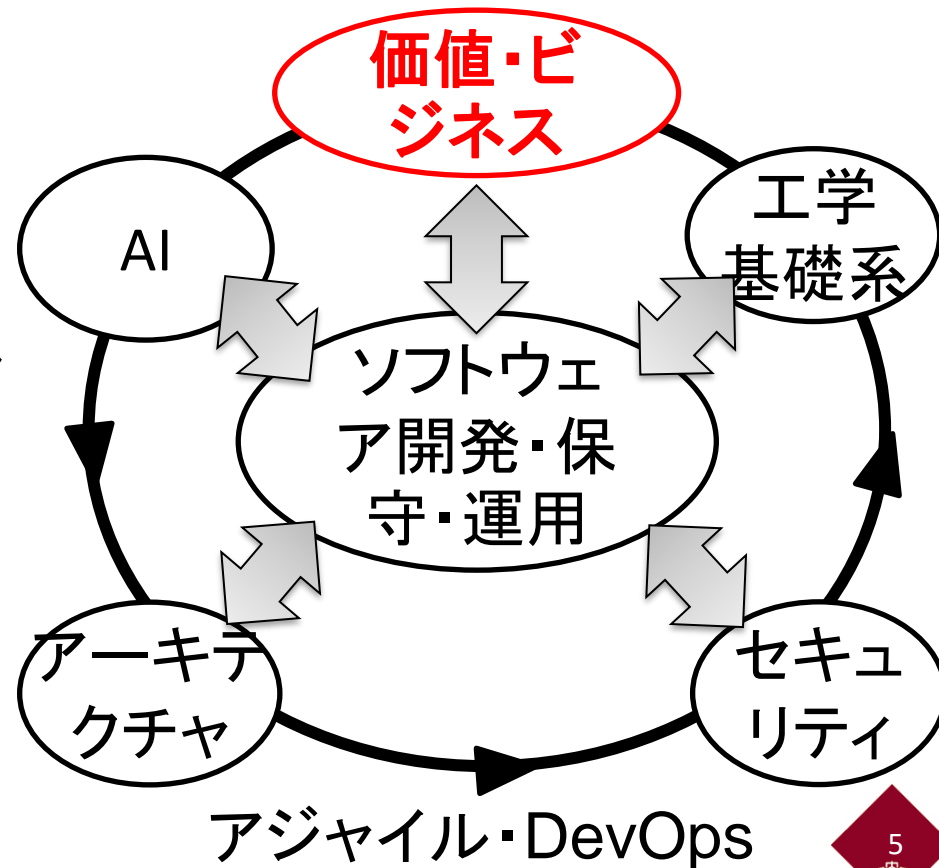 価値・ビ
ジネス
AI
工学
基礎系
ソフトウェ
ア開発・保
守・運用
アーキテ
クチャ
セキュ
リティ
アジャイル・DevOps
5